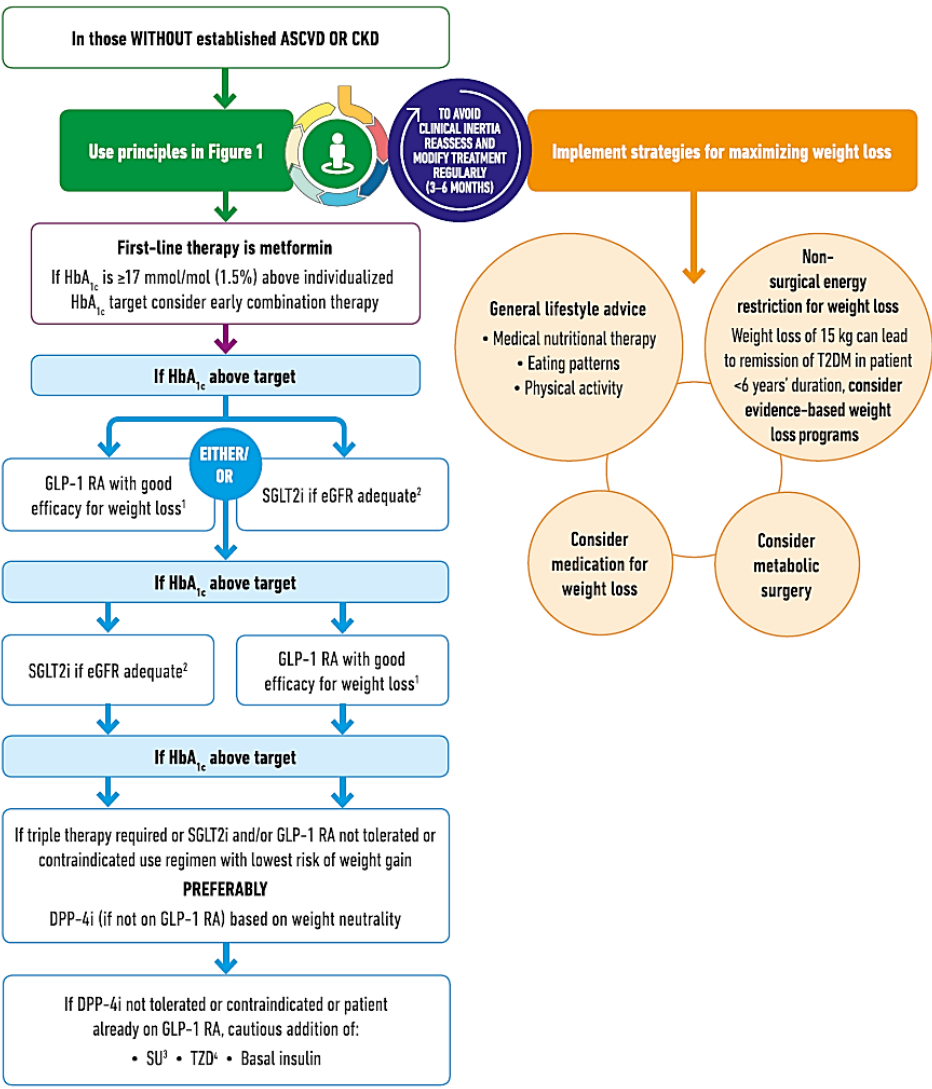 In those WITHOUT established ASCVD OR CKD
Use principles in Figure 1
TO AVOID
CLINICAL INERTIA
REASSESS AND
MODIFY TREATMENT
REGULARLY
(3–6 MONTHS)
Implement strategies for maximizing weight loss
First-line therapy is metformin
If HbA1c is ≥17 mmol/mol (1.5%) above individualized
HbA1c target consider early combination therapy
If HbA1c above target
EITHER/
OR
GLP-1 RA with good
efficacy for weight loss1
SGLT2i if eGFR adequate2
If HbA1c above target
SGLT2i if eGFR adequate2
GLP-1 RA with good
efficacy for weight loss1
If HbA1c above target
If triple therapy required or SGLT2i and/or GLP-1 RA not tolerated or
contraindicated use regimen with lowest risk of weight gain
PREFERABLY
DPP-4i (if not on GLP-1 RA) based on weight neutrality
If DPP-4i not tolerated or contraindicated or patient
already on GLP-1 RA, cautious addition of:
• SU3 • TZD4 • Basal insulin
General lifestyle advice
• Medical nutritional therapy
• Eating patterns
• Physical activity
Non-
surgical energy
restriction for weight loss
Weight loss of 15 kg can lead
to remission of T2DM in patient
<6 years' duration, consider
evidence-based weight
loss programs
Consider
medication for
weight loss
Consider
metabolic
surgery